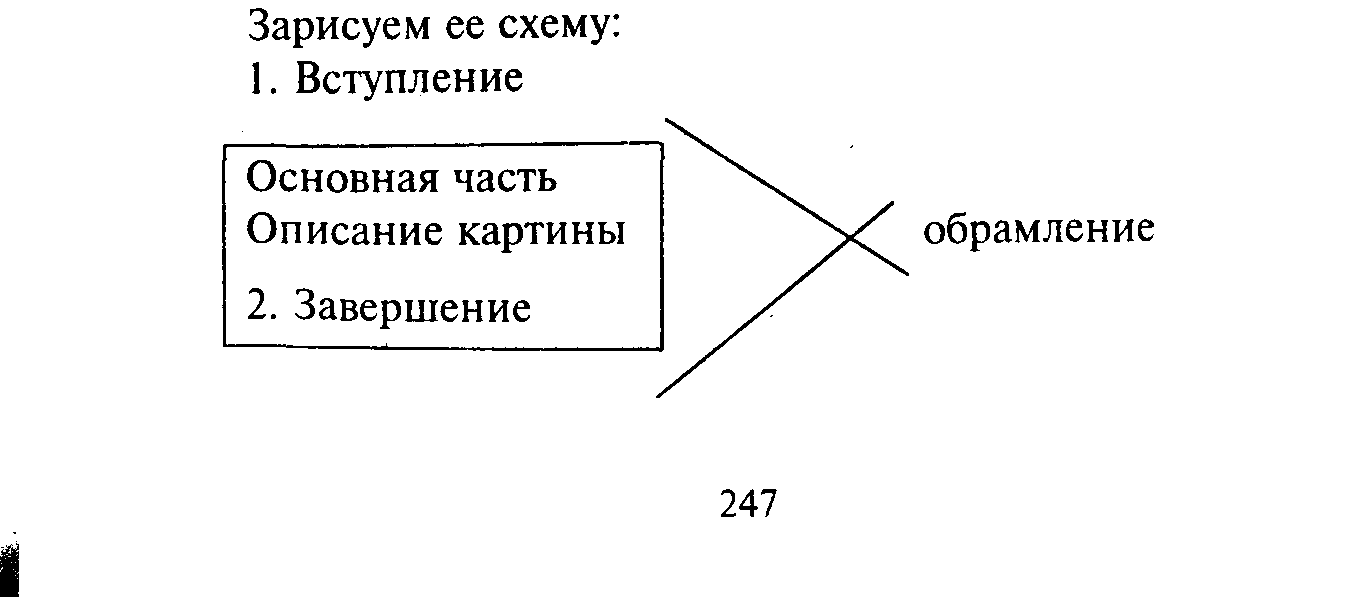 Зарисуем ее схему:
1. Вступление
Основная часть
Описание картины
обрамление
2. Завершение
247